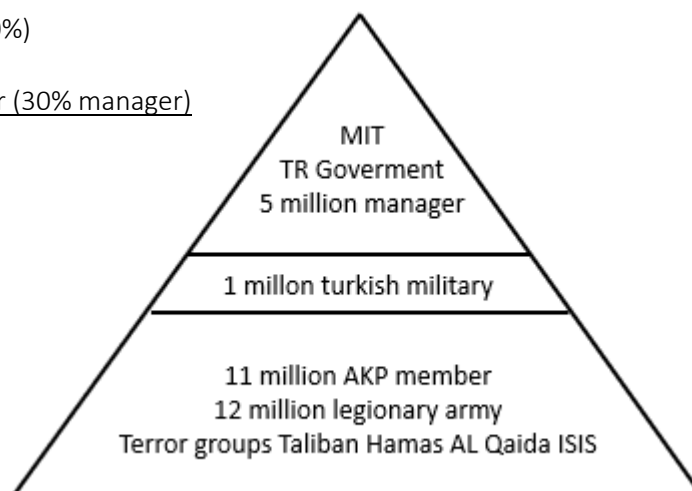 %)
r (30% manager)
MIT
TR Goverment
5 million manager
1 millon turkish military
11 million AKP member
12 million legionary army
Terror groups Taliban Hamas AL Qaida ISIS